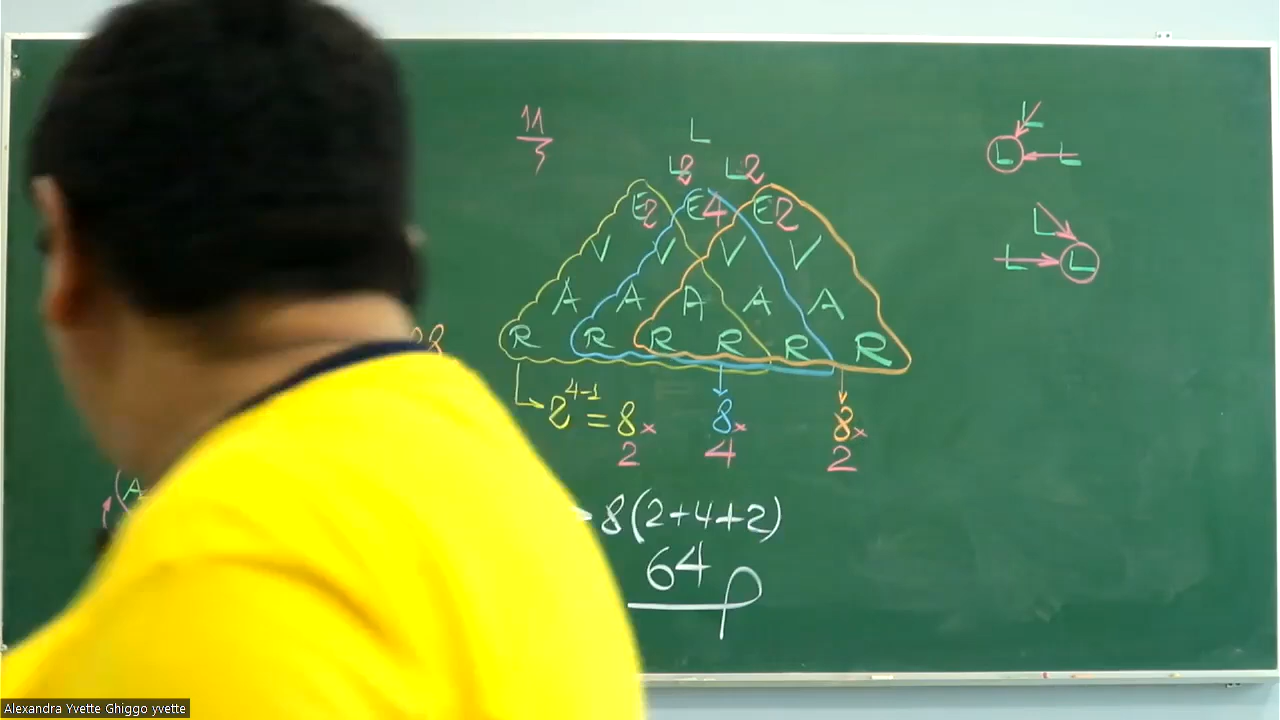 11
3
L
L2 L2
E2 E4 E2
V V V V
A A A A A
R R R R R R
2^4-1 = 8x 8x 8x
2 4 2
8(2+4+2)
64
L
L L
L
L L
A
Alexandra Yvette Ghiggo yvette